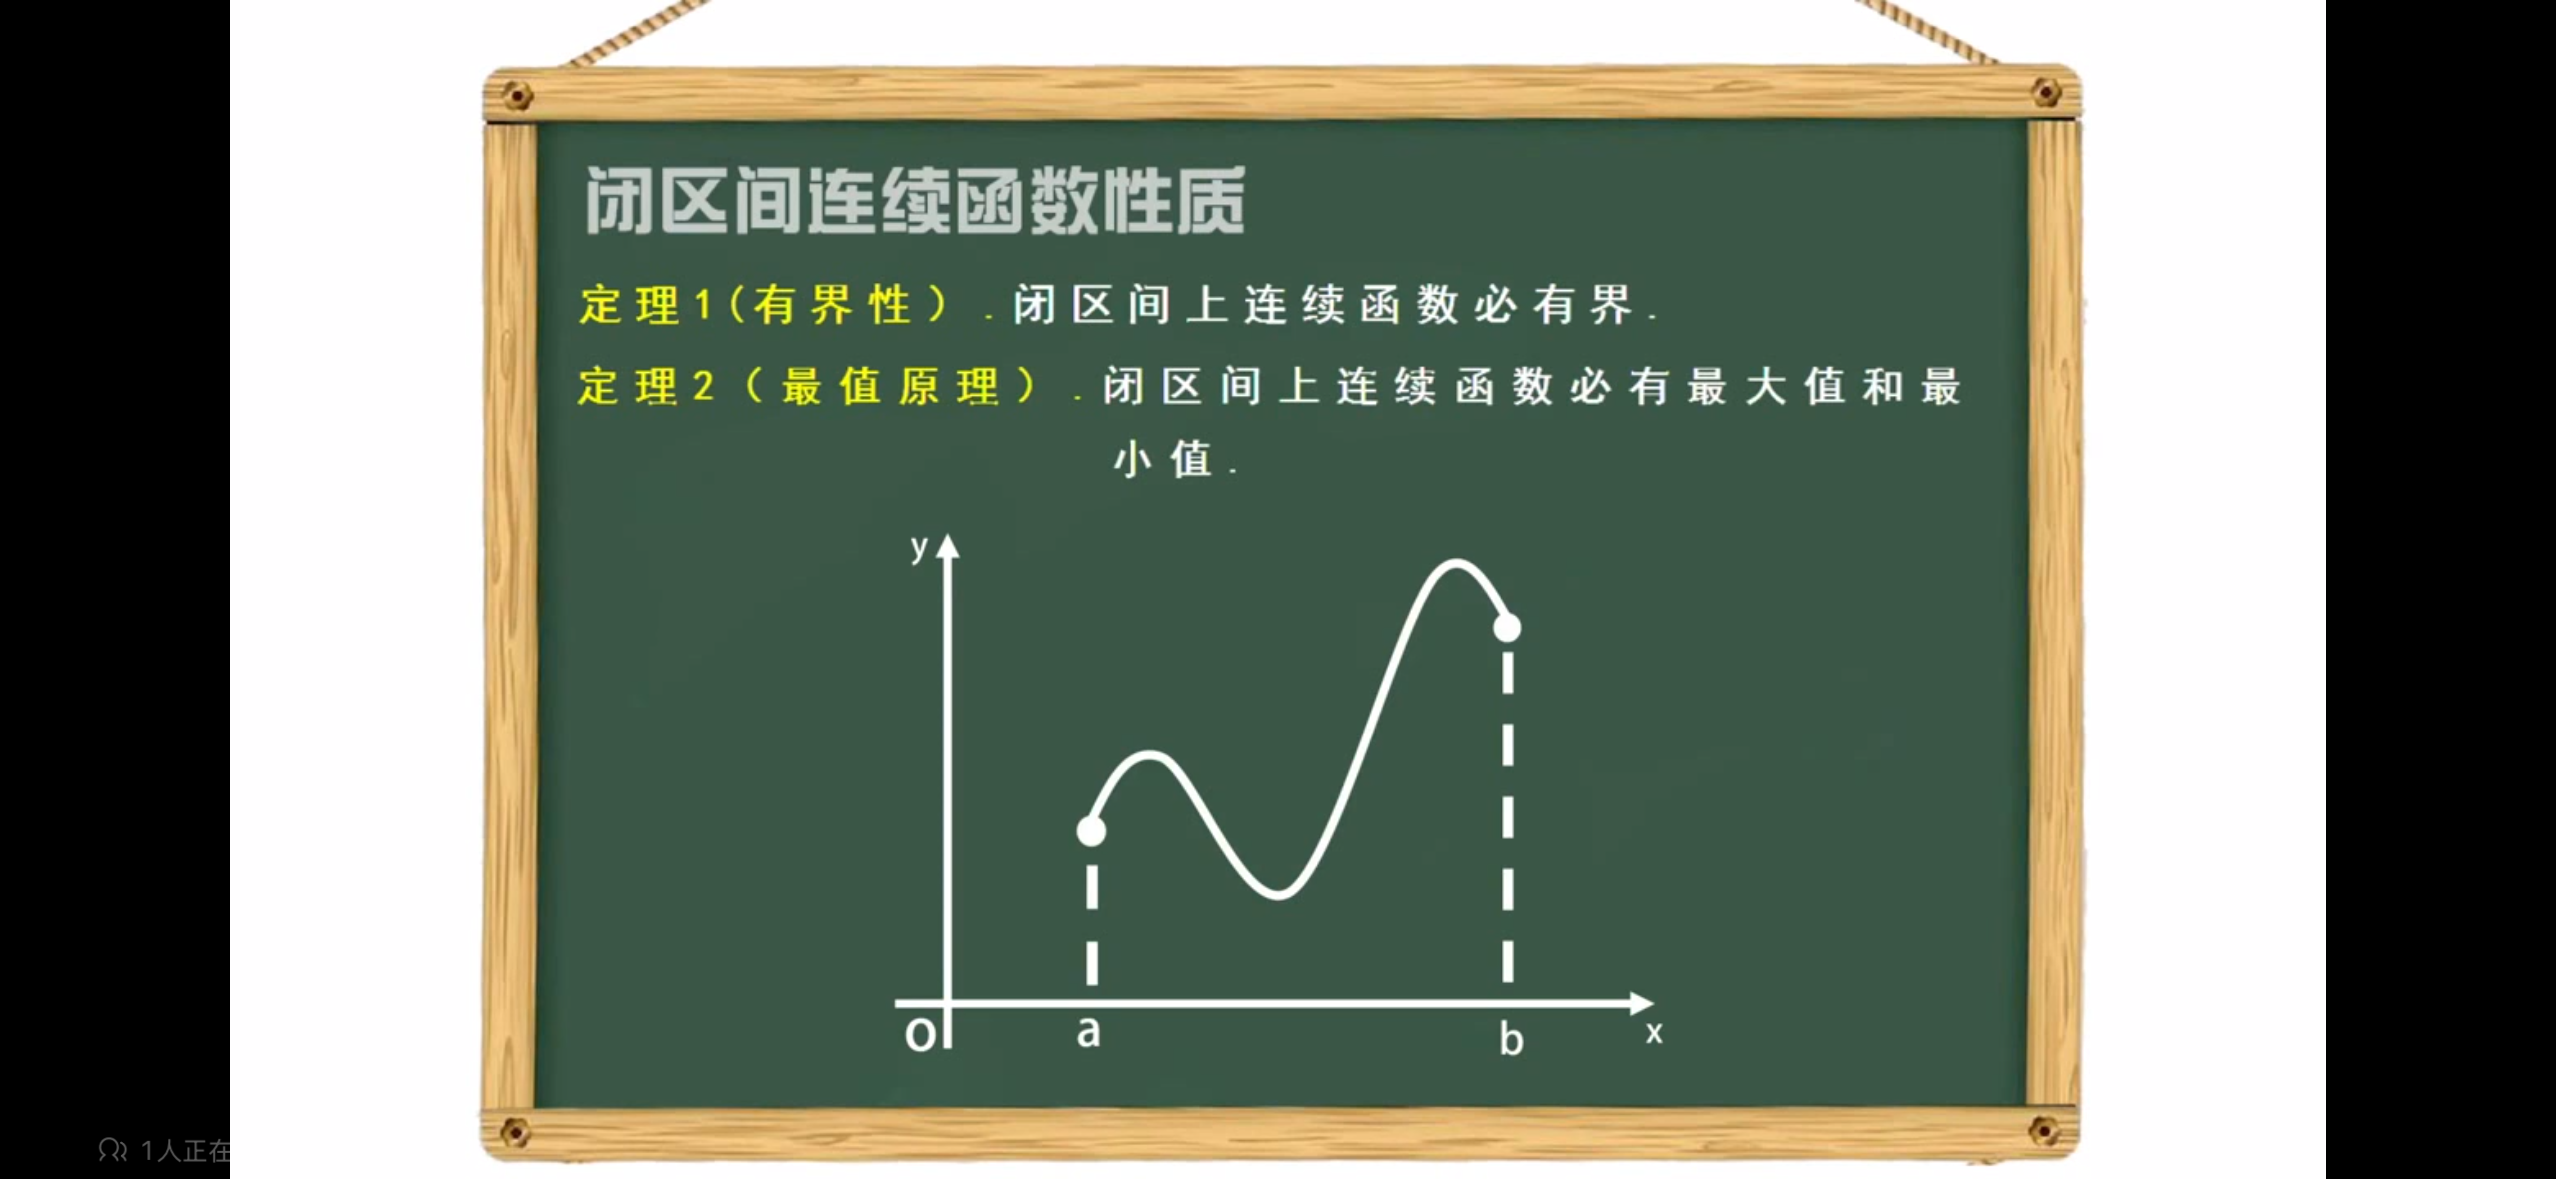 闭区间连续函数性质
定理1(有界性).闭区间上连续函数必有界.
定理2(最值原理).闭区间上连续函数必有最大值和最
小值.
y
o
a
b
x
1人正在